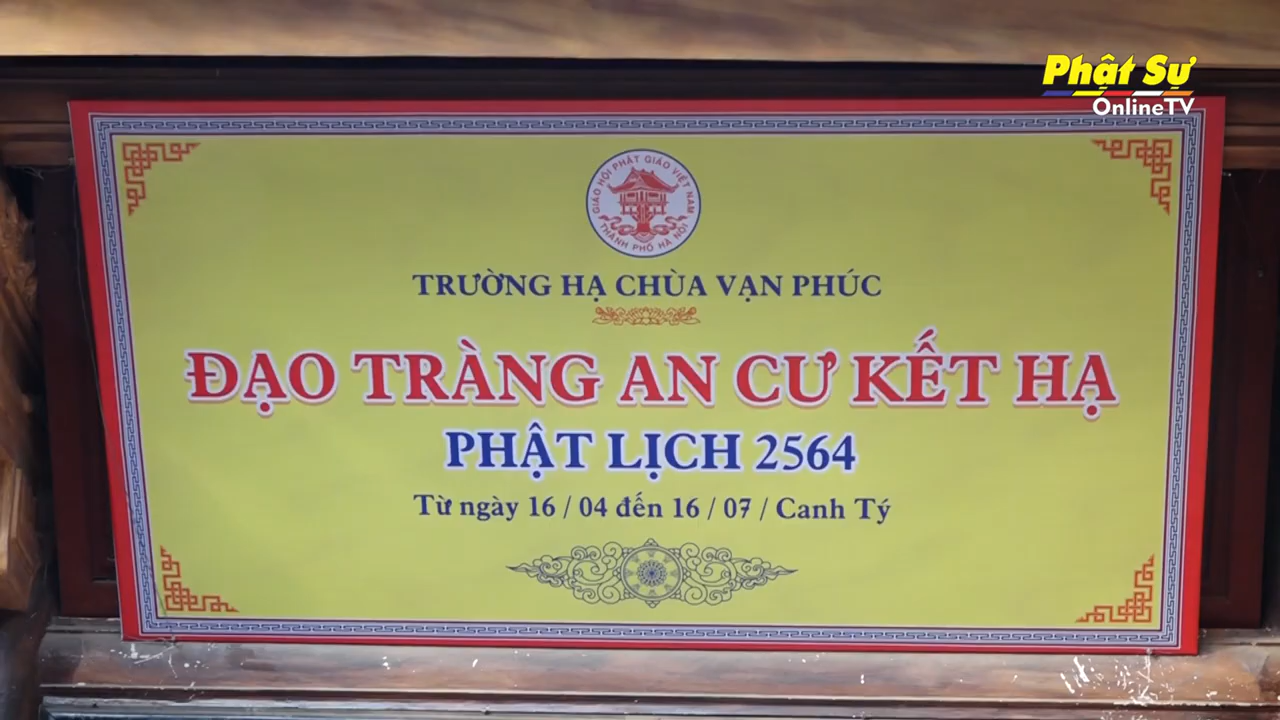 Phật Sự
OnlineTV
GIÁO HỘI PHẬT GIÁO VIỆT NAM
THÀNH PHỐ HÀ NỘI
TRƯỜNG HẠ CHÙA VẠN PHÚC
ĐẠO TRÀNG AN CƯ KẾT HẠ
PHẬT LỊCH 2564
Từ ngày 16 / 04 đến 16 / 07 / Canh Tý